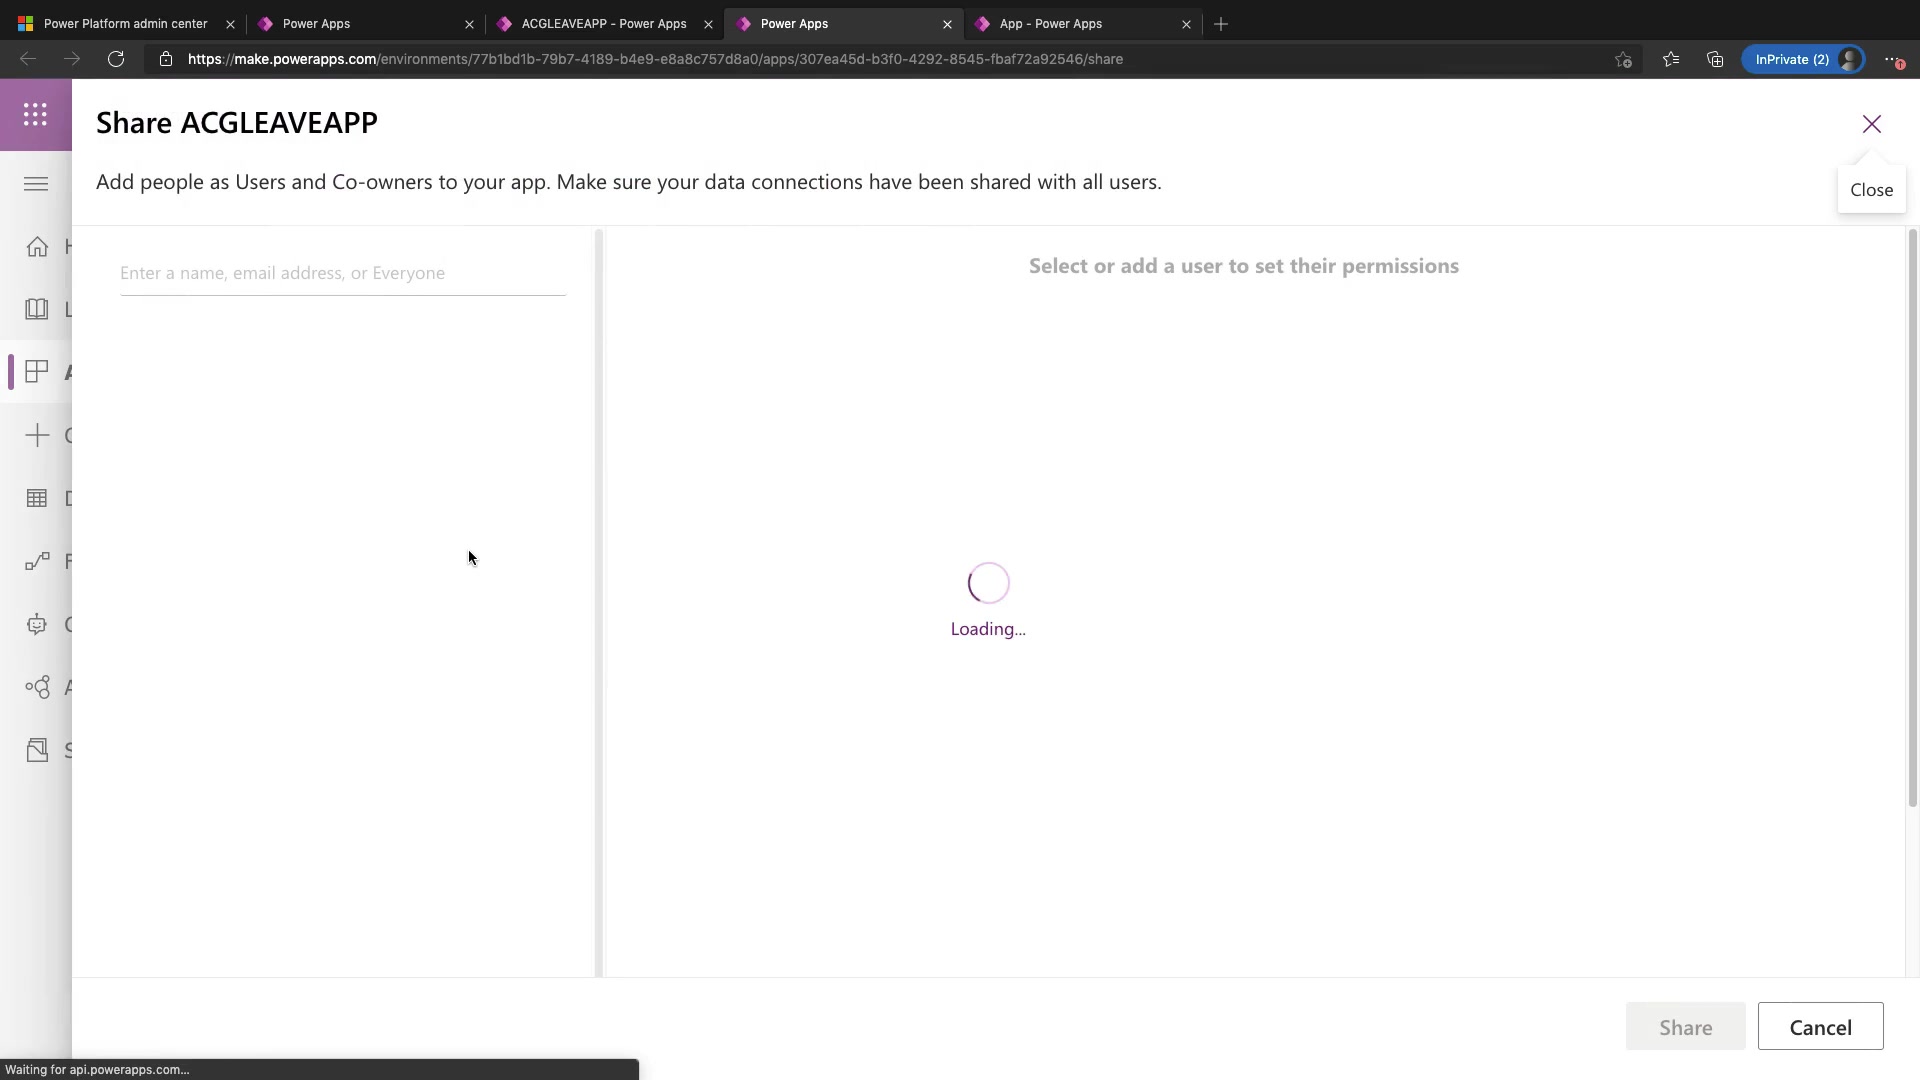 Power Platform admin center
Power Apps
ACGLEAVEAPP - Power Apps
Power Apps
App - Power Apps
https://make.powerapps.com/environments/77b1bd1b-79b7-4189-b4e9-e8a8c757d8a0/apps/307ea45d-b3f0-4292-8545-fbaf72a92546/share
InPrivate (2)
Share ACGLEAVEAPP
Add people as Users and Co-owners to your app. Make sure your data connections have been shared with all users.
Close
Enter a name, email address, or Everyone
Select or add a user to set their permissions
Loading...
Share
Cancel
Waiting for api.powerapps.com...